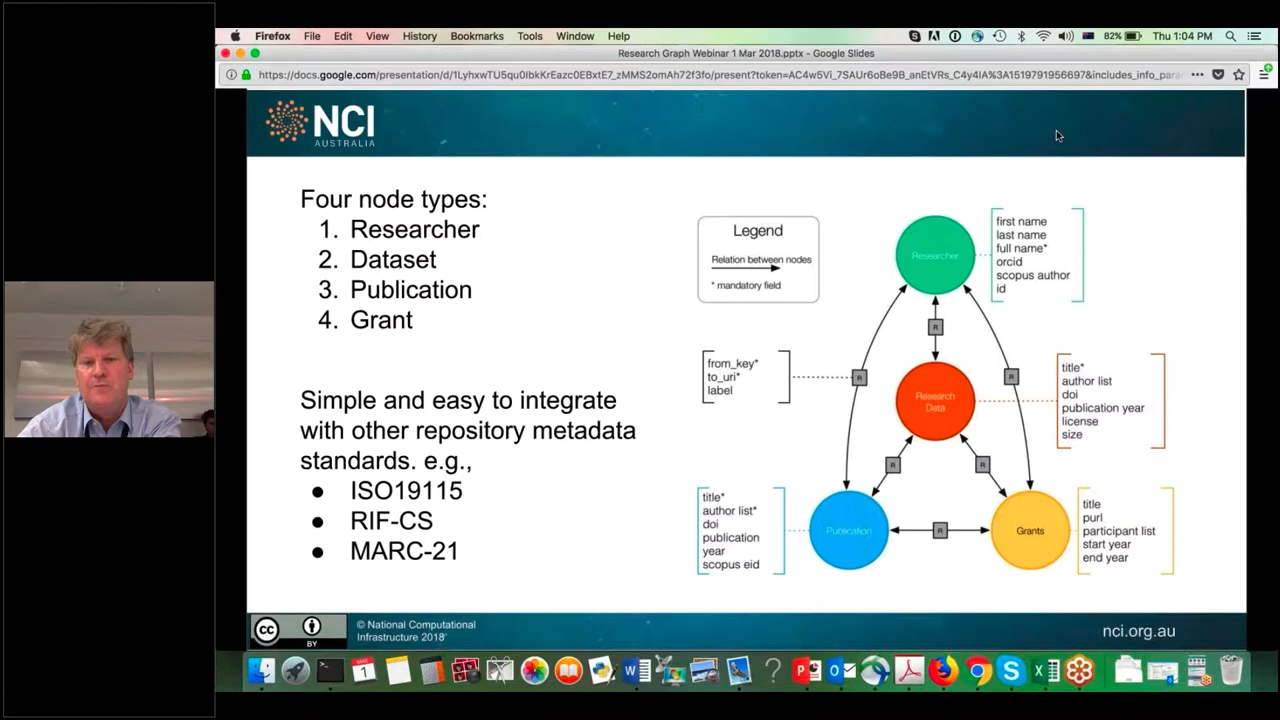 Firefox File Edit View History Bookmarks Tools Window Help 82% Thu 1:04 PM
Research Graph Webinar 1 Mar 2018.pptx - Google Slides
NCI
AUSTRALIA
Four node types:
1. Researcher
2. Dataset
3. Publication
4. Grant
Simple and easy to integrate
with other repository metadata
standards. e.g.,
● ISO19115
● RIF-CS
● MARC-21
Legend
Relation between nodes
* mandatory field
Researcher
first name
last name
full name*
orcid
scopus author
id
R
from_key*
to_uri*
label
R
R
Research
Data
title*
author list
doi
publication year
license
size
R
R
title*
author list*
doi
publication
year
scopus eid
Publication
R
Grants
title
purl
participant list
start year
end year
cc
BY
© National Computational
Infrastructure 2018
nci.org.au